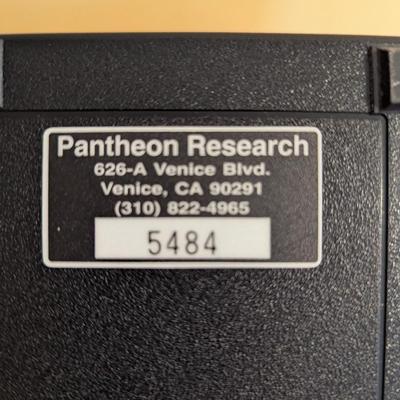 Pantheon Research
626-A Venice Blvd.
Venice, CA 90291
(310) 822-4965
5484